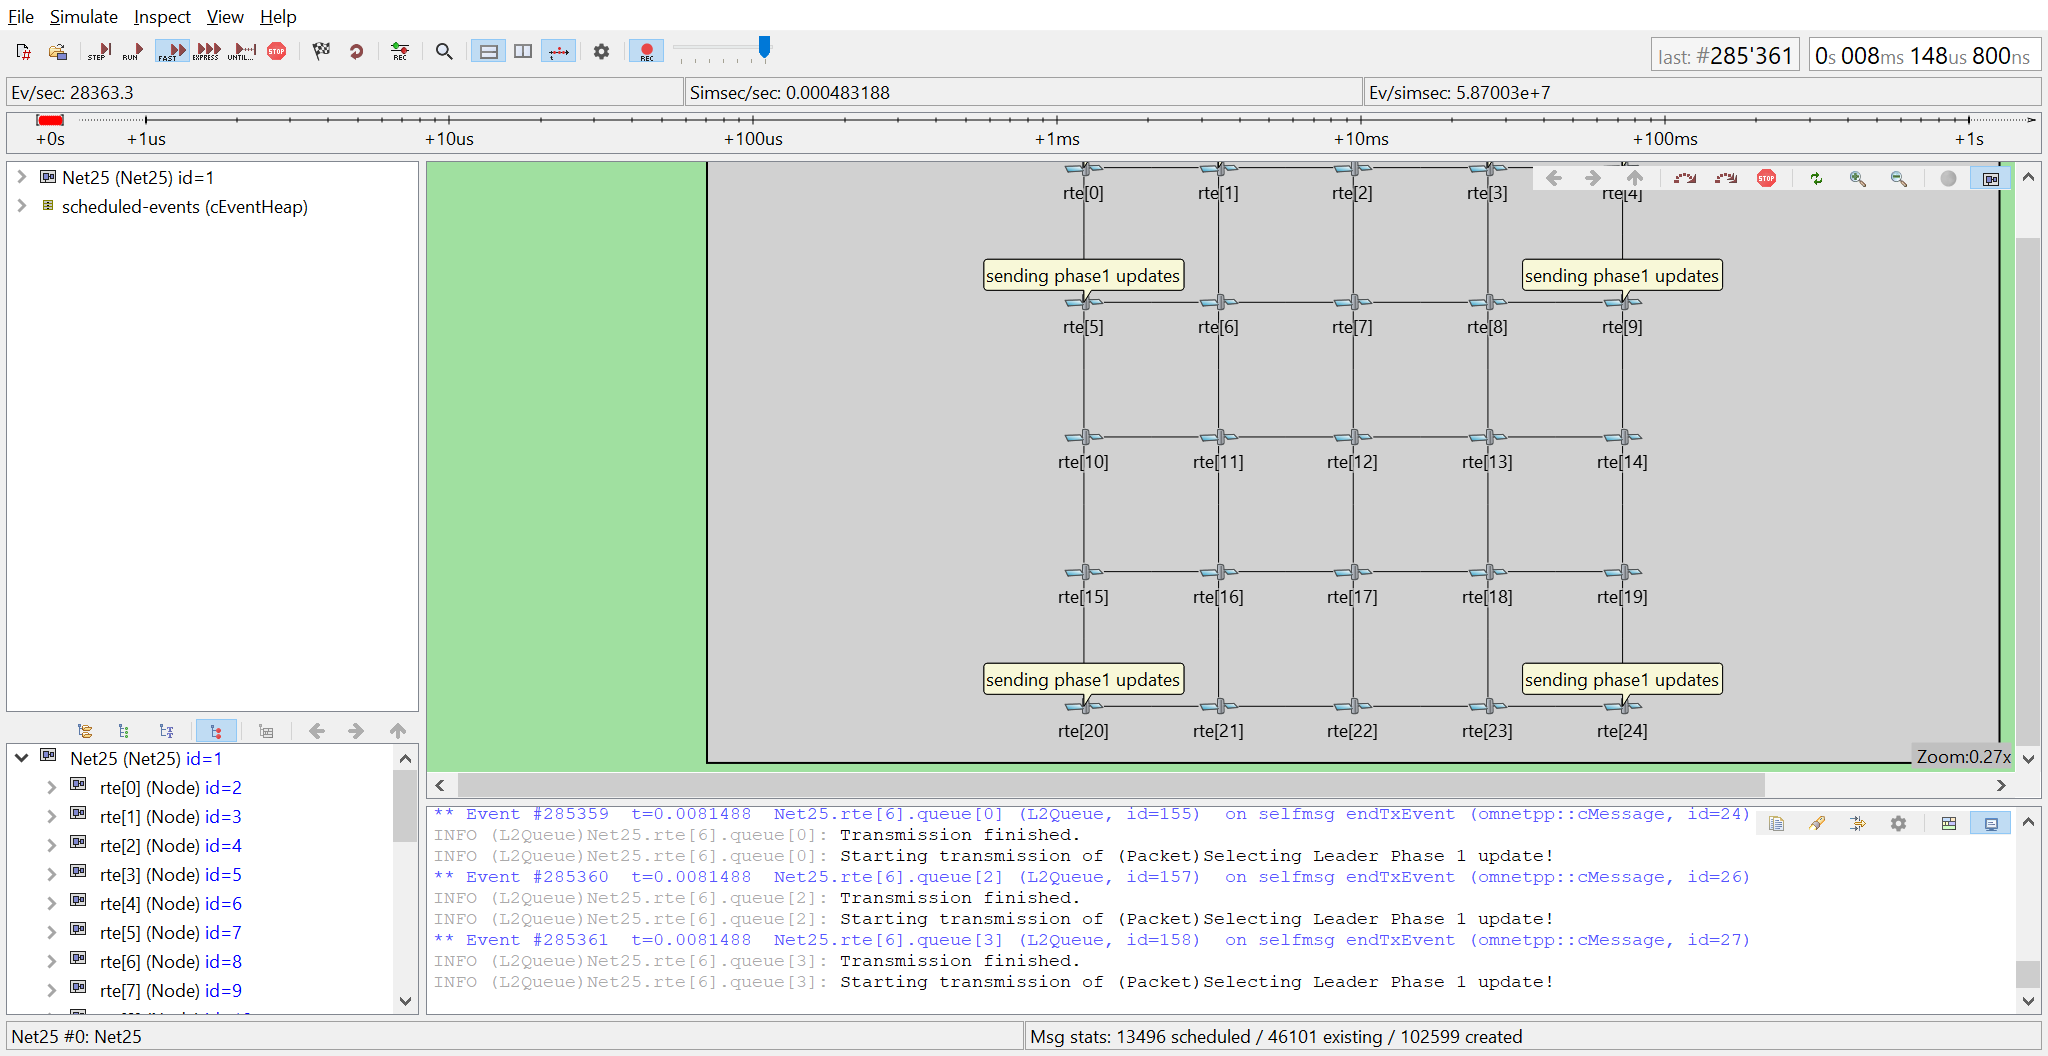 File Simulate Inspect View Help
STEP RUN FAST EXPRESS UNTIL... STOP REC REC
last: #285'361 0s 008ms 148us 800ns
Ev/sec: 28363.3 Simsec/sec: 0.000483188 Ev/simsec: 5.87003e+7
+0s +1us +10us +100us +1ms +10ms +100ms +1s
Net25 (Net25) id=1
scheduled-events (cEventHeap)
STOP
rte[0] rte[1] rte[2] rte[3] rte[4]
sending phase1 updates sending phase1 updates
rte[5] rte[6] rte[7] rte[8] rte[9]
rte[10] rte[11] rte[12] rte[13] rte[14]
rte[15] rte[16] rte[17] rte[18] rte[19]
sending phase1 updates sending phase1 updates
rte[20] rte[21] rte[22] rte[23] rte[24]
Zoom:0.27x
Net25 (Net25) id=1
rte[0] (Node) id=2
rte[1] (Node) id=3
rte[2] (Node) id=4
rte[3] (Node) id=5
rte[4] (Node) id=6
rte[5] (Node) id=7
rte[6] (Node) id=8
rte[7] (Node) id=9
** Event #285359 t=0.0081488 Net25.rte[6].queue[0] (L2Queue, id=155) on selfmsg endTxEvent (omnetpp::cMessage, id=24)
INFO (L2Queue)Net25.rte[6].queue[0]: Transmission finished.
INFO (L2Queue)Net25.rte[6].queue[0]: Starting transmission of (Packet)Selecting Leader Phase 1 update!
** Event #285360 t=0.0081488 Net25.rte[6].queue[2] (L2Queue, id=157) on selfmsg endTxEvent (omnetpp::cMessage, id=26)
INFO (L2Queue)Net25.rte[6].queue[2]: Transmission finished.
INFO (L2Queue)Net25.rte[6].queue[2]: Starting transmission of (Packet)Selecting Leader Phase 1 update!
** Event #285361 t=0.0081488 Net25.rte[6].queue[3] (L2Queue, id=158) on selfmsg endTxEvent (omnetpp::cMessage, id=27)
INFO (L2Queue)Net25.rte[6].queue[3]: Transmission finished.
INFO (L2Queue)Net25.rte[6].queue[3]: Starting transmission of (Packet)Selecting Leader Phase 1 update!
Net25 #0: Net25
Msg stats: 13496 scheduled / 46101 existing / 102599 created